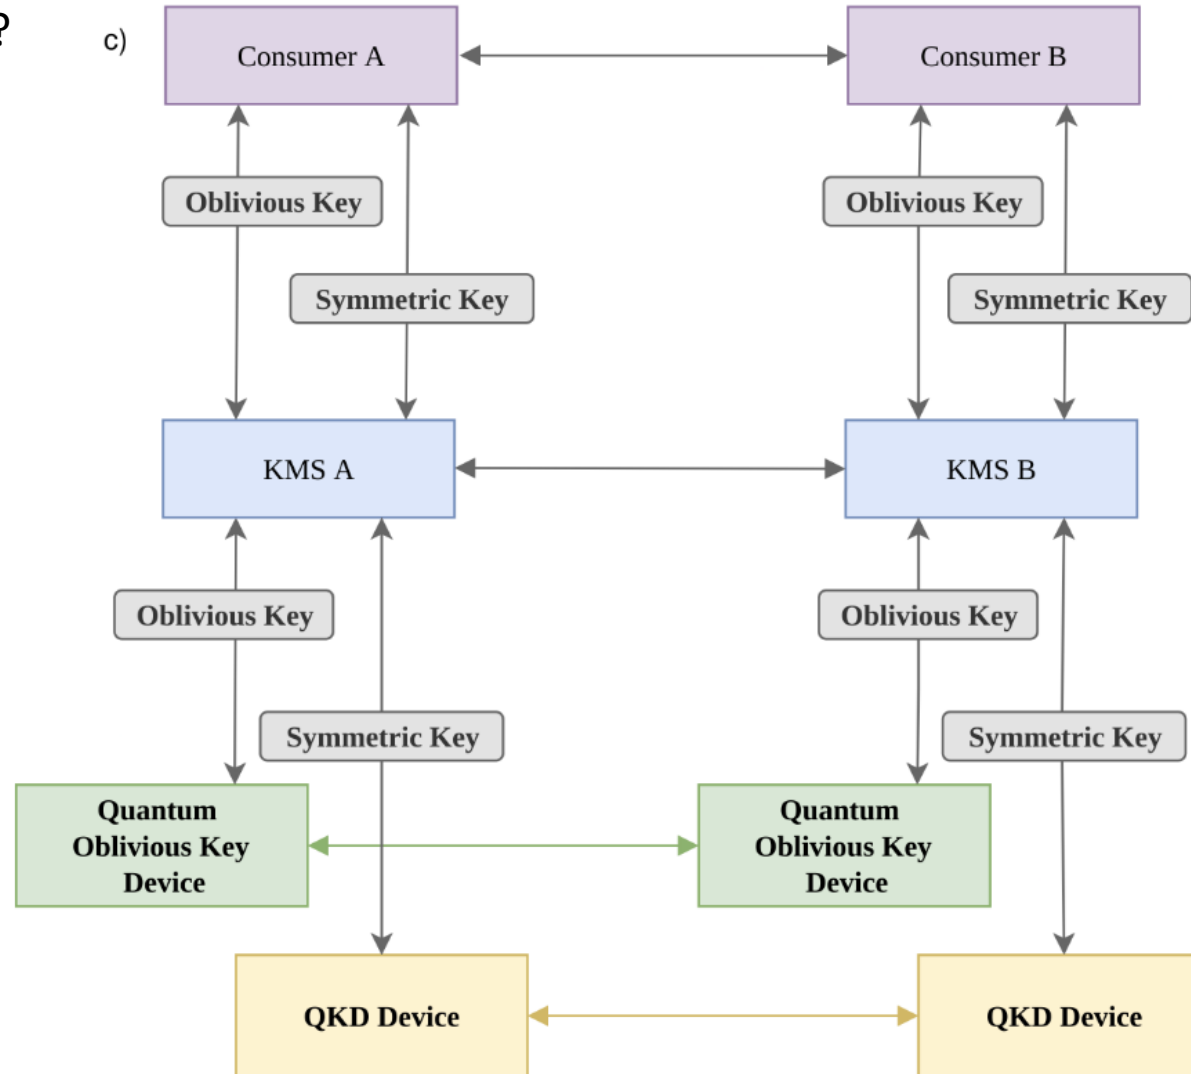 ?
c)
Consumer A
Consumer B
Oblivious Key
Oblivious Key
Symmetric Key
Symmetric Key
KMS A
KMS B
Oblivious Key
Oblivious Key
Symmetric Key
Symmetric Key
Quantum
Oblivious Key
Device
Quantum
Oblivious Key
Device
QKD Device
QKD Device